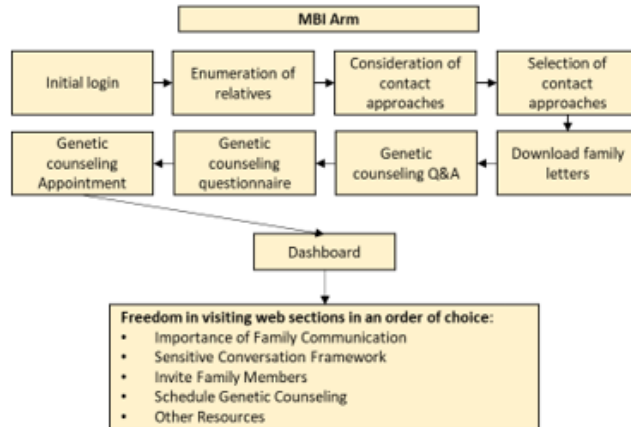 MBI Arm
Initial login
Enumeration of
relatives
Consideration of
contact
approaches
Selection of
contact
approaches
Download family
letters
Genetic
counseling Q&A
Genetic
counseling
questionnaire
Genetic
counseling
Appointment
Dashboard
Freedom in visiting web sections in an order of choice:
• Importance of Family Communication
• Sensitive Conversation Framework
• Invite Family Members
• Schedule Genetic Counseling
• Other Resources